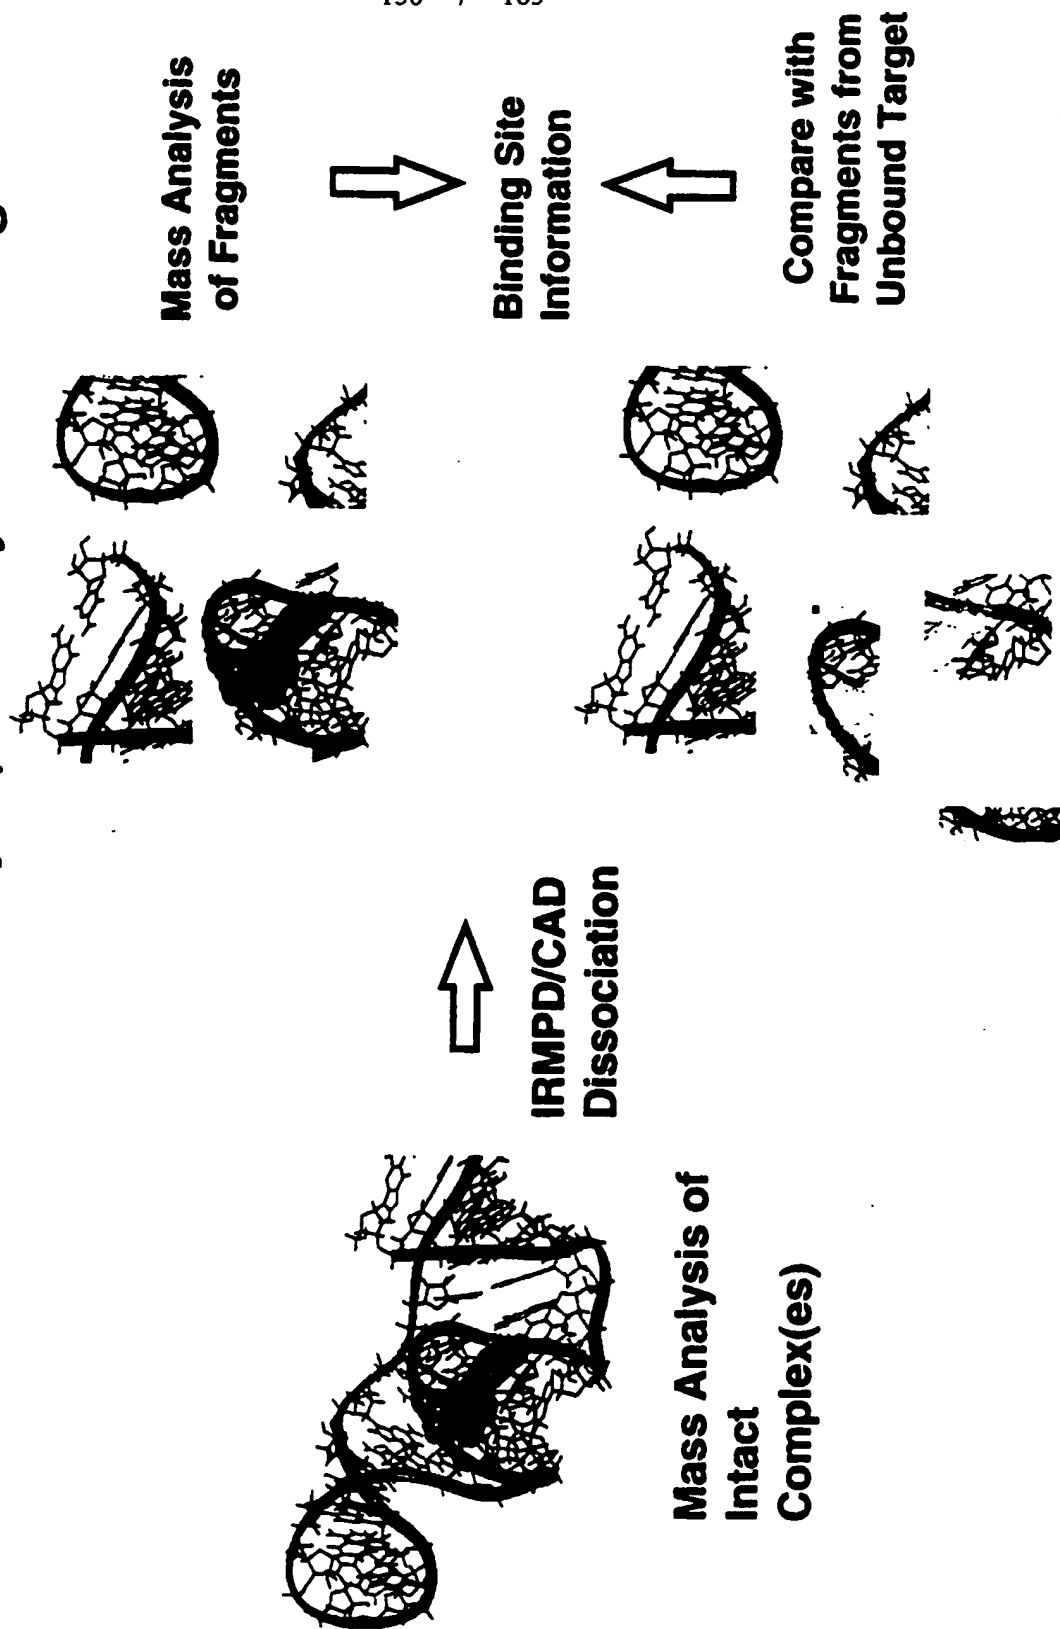 Mass Analysis of
Intact
Complex(es)
IRMPD/CAD
Dissociation
Mass Analysis
of Fragments
Binding Site
Information
Compare with
Fragments from
Unbound Target